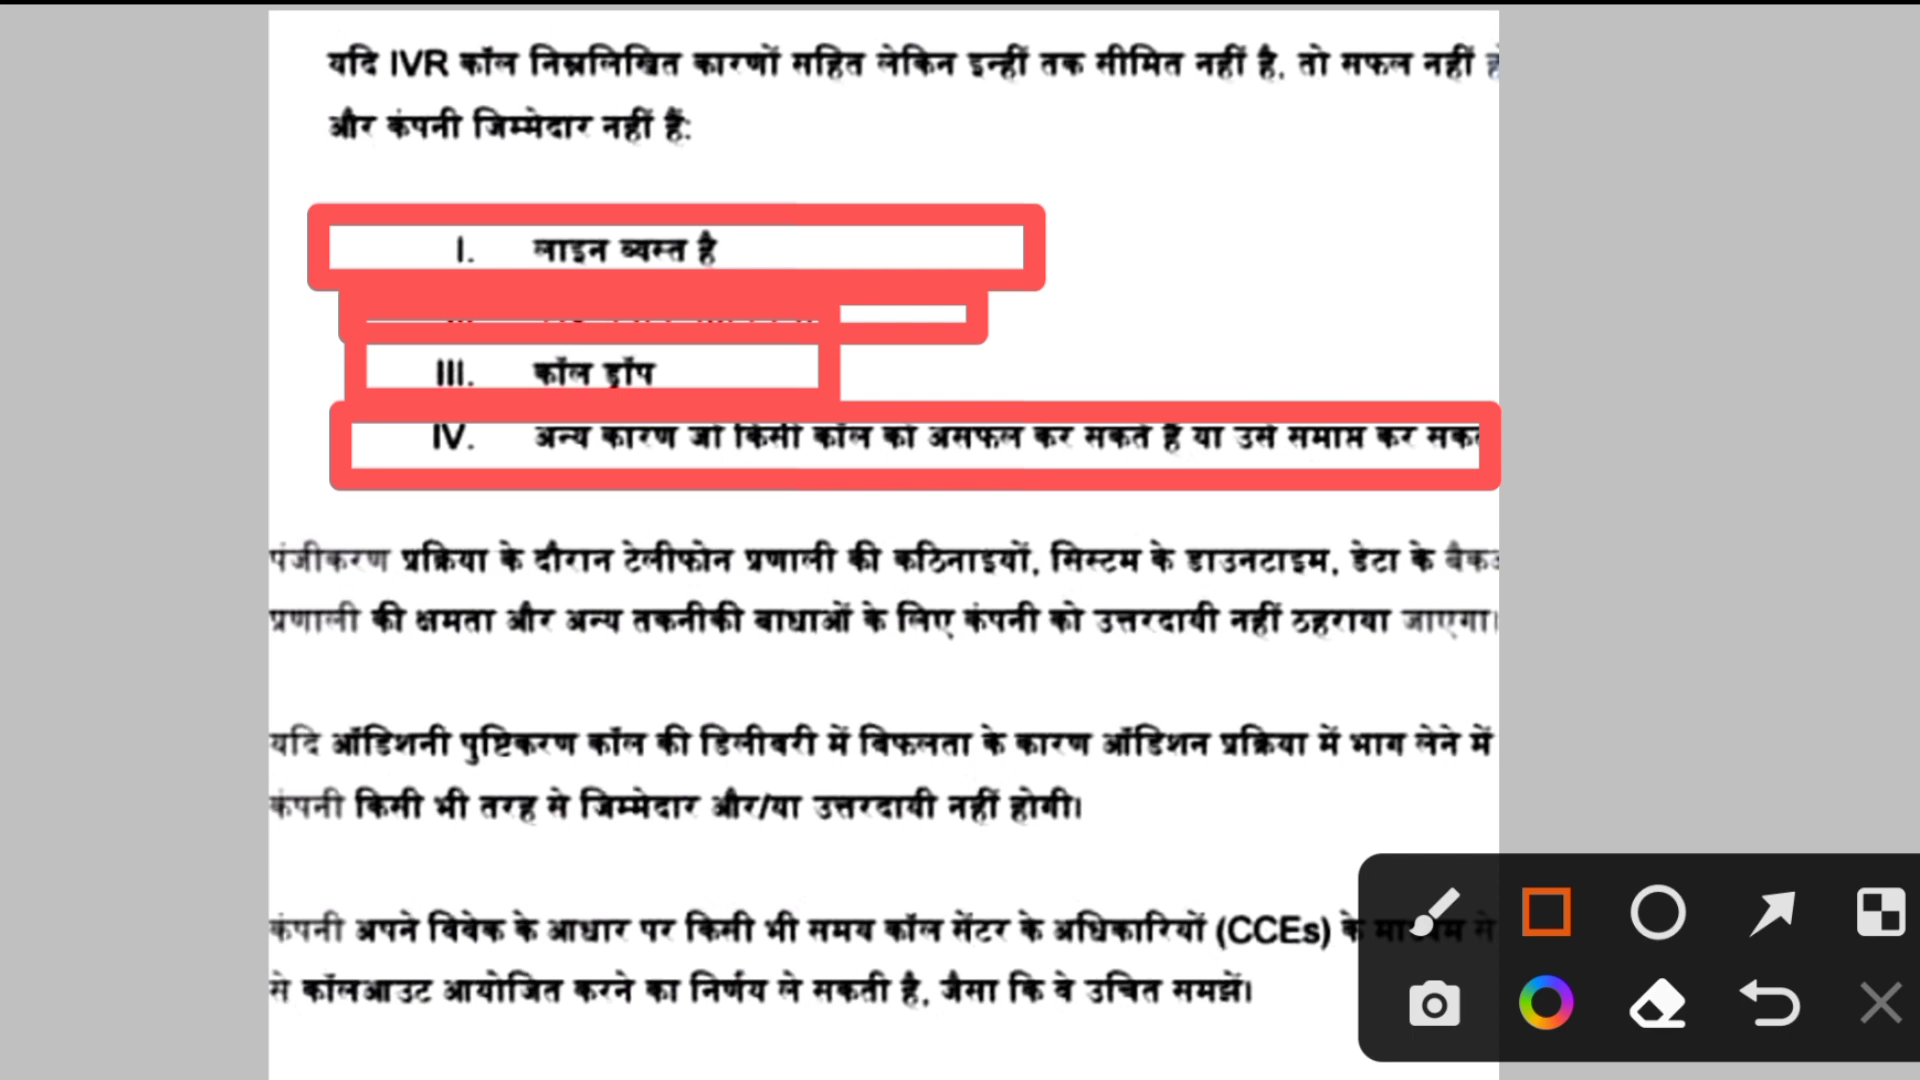 यदि IVR कॉल निम्नलिखित कारणों सहित लेकिन इन्हीं तक सीमित नहीं है, तो सफल नहीं
और कंपनी जिम्मेदार नहीं हैं:
I. लाइन व्यस्त है
III. कॉल ड्रॉप
IV. अन्य कारण जो किसी कॉल को असफल कर सकते हैं या उसे समाप्त कर
पंजीकरण प्रक्रिया के दौरान टेलीफोन प्रणाली की कठिनाइयों, सिस्टम के डाउनटाइम, डेटा के
प्रणाली की क्षमता और अन्य तकनीकी बाधाओं के लिए कंपनी को उत्तरदायी नहीं ठहराया जाएगा।
यदि ऑडिशनी पुष्टिकरण कॉल की डिलीवरी में विफलता के कारण ऑडिशन प्रक्रिया में भाग लेने में
कंपनी किसी भी तरह से जिम्मेदार और/या उत्तरदायी नहीं होगी।
कंपनी अपने विवेक के आधार पर किसी भी समय कॉल सेंटर के अधिकारियों (CCEs) के माध्यम से
से कॉलआउट आयोजित करने का निर्णय ले सकती है, जैसा कि वे उचित समझें।